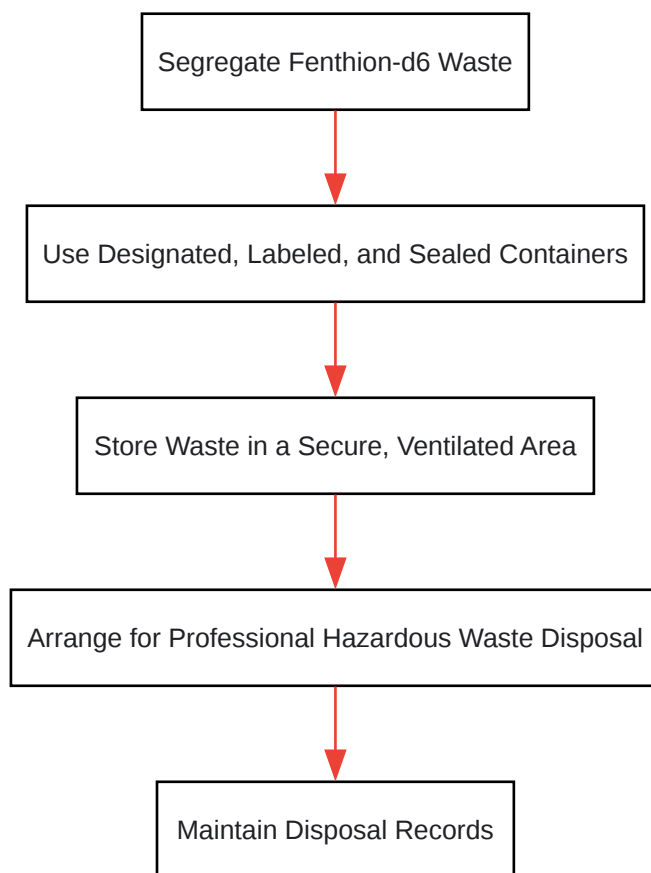 Segregate Fenthion-d6 Waste
Use Designated, Labeled, and Sealed Containers
Store Waste in a Secure, Ventilated Area
Arrange for Professional Hazardous Waste Disposal
Maintain Disposal Records